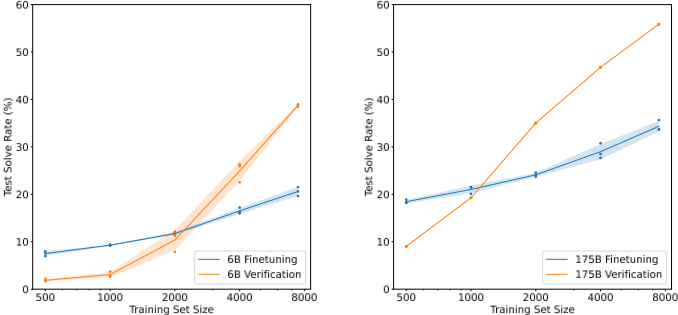 60
50
40
30
20
10
0
Test Solve Rate (%)
500 1000 2000 4000 8000
Training Set Size
6B Finetuning
6B Verification
60
50
40
30
20
10
0
Test Solve Rate (%)
500 1000 2000 4000 8000
Training Set Size
175B Finetuning
175B Verification